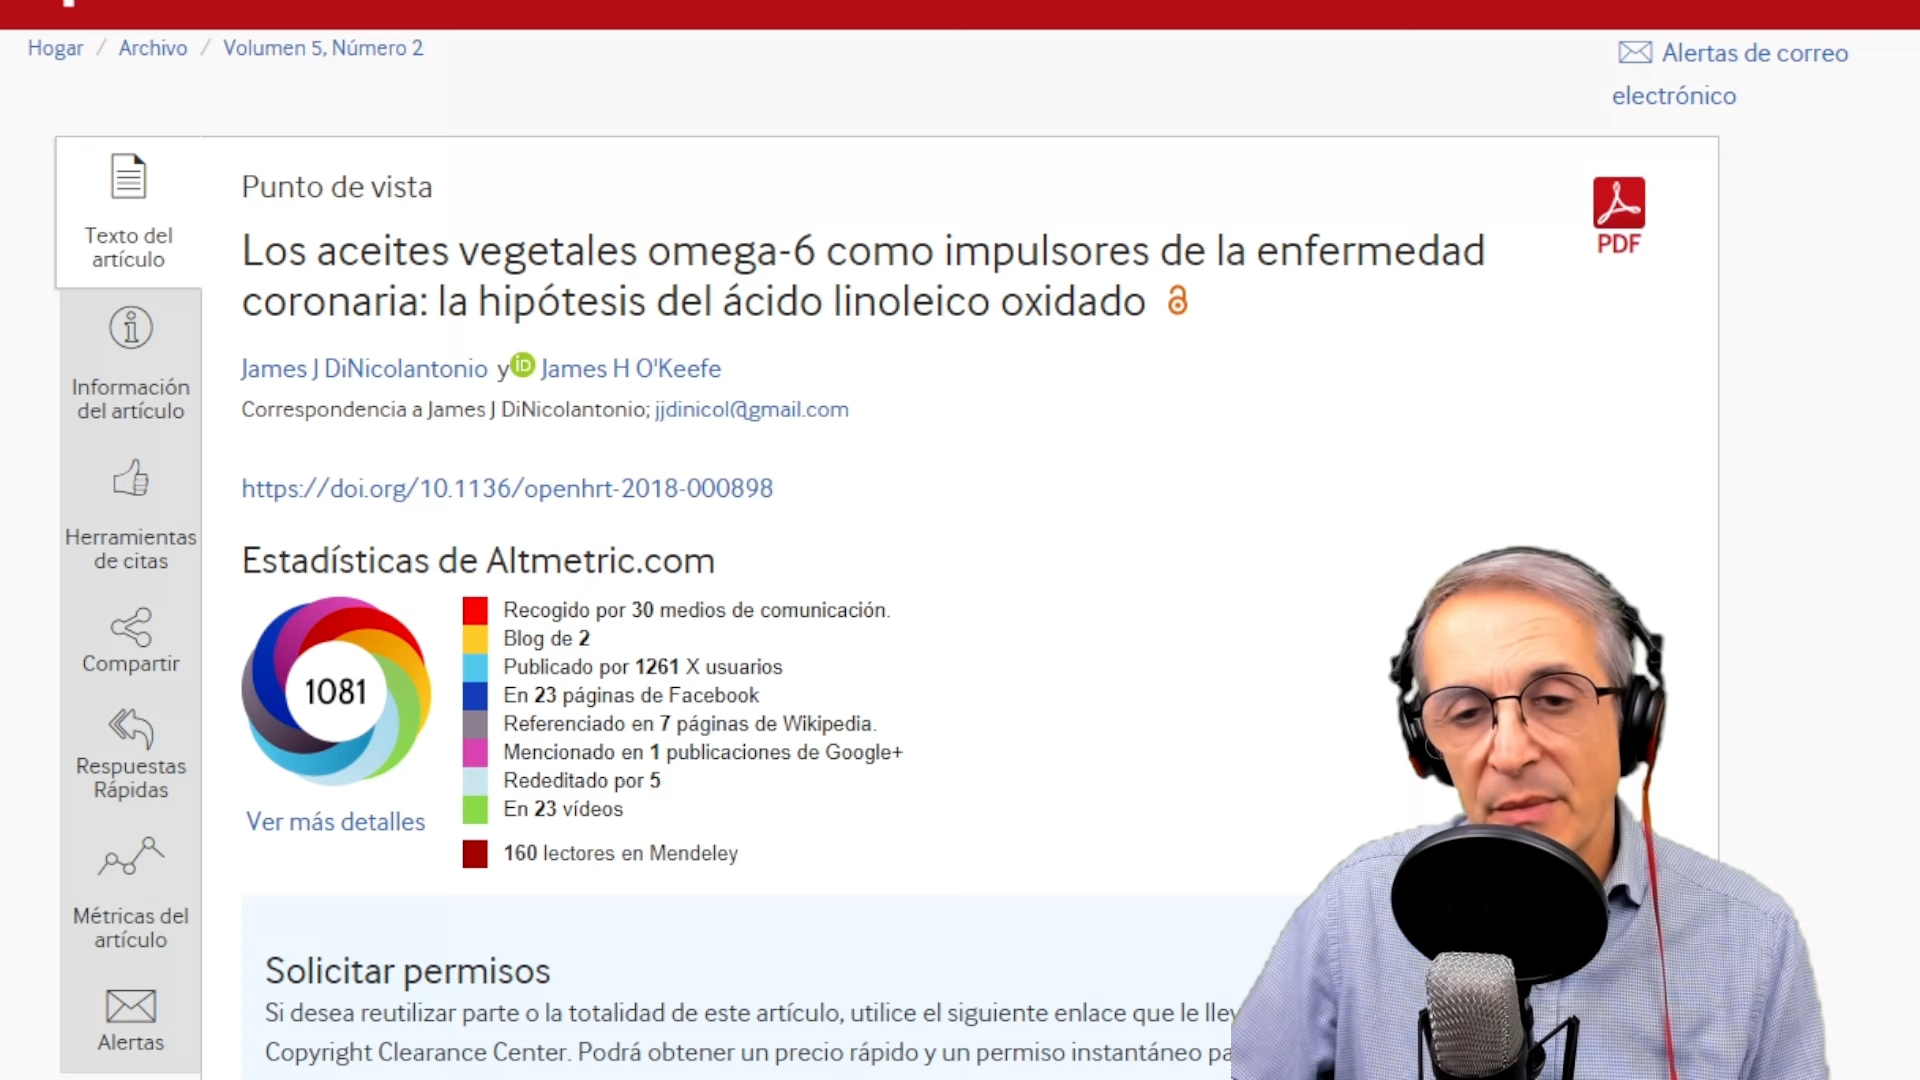 Hogar / Archivo / Volumen 5, Número 2
Alertas de correo
electrónico
Texto del
artículo
Información
del artículo
Herramientas
de citas
Compartir
Respuestas
Rápidas
Métricas del
artículo
Alertas
Punto de vista
PDF
Los aceites vegetales omega-6 como impulsores de la enfermedad
coronaria: la hipótesis del ácido linoleico oxidado
James J DiNicolantonio y iD James H O'Keefe
Correspondencia a James J DiNicolantonio; jjdinicol@gmail.com
https://doi.org/10.1136/openhrt-2018-000898
Estadísticas de Altmetric.com
1081
Ver más detalles
Recogido por 30 medios de comunicación.
Blog de 2
Publicado por 1261 X usuarios
En 23 páginas de Facebook
Referenciado en 7 páginas de Wikipedia.
Mencionado en 1 publicaciones de Google+
Rededitado por 5
En 23 vídeos
160 lectores en Mendeley
Solicitar permisos
Si desea reutilizar parte o la totalidad de este artículo, utilice el siguiente enlace que le
Copyright Clearance Center. Podrá obtener un precio rápido y un permiso instantáneo